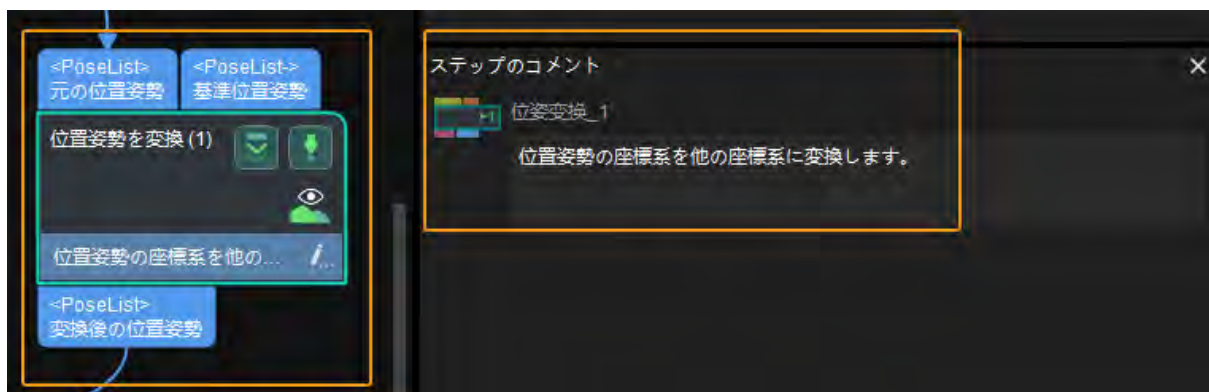 <PoseList>
元の位置姿勢
<PoseList->
基準位置姿勢
位置姿勢を変換 (1)
位置姿勢の座標系を他の...
<PoseList>
変換後の位置姿勢
ステップのコメント
位姿变换_1
位置姿勢の座標系を他の座標系に変換します。